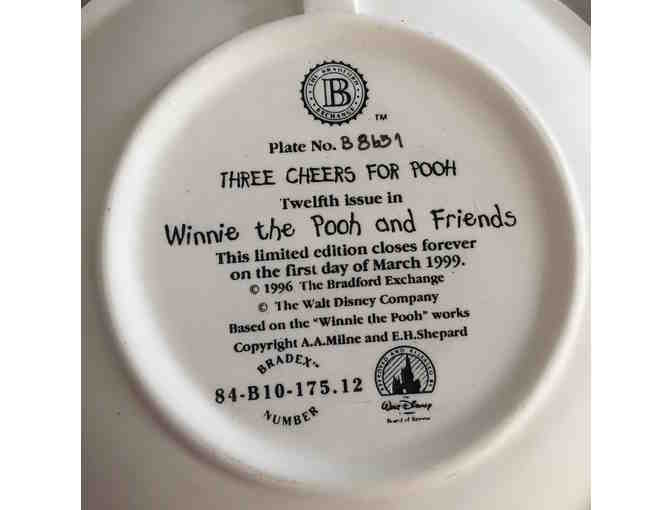 THE BRADFORD
B
EXCHANGE
TM
Plate No. B8631
THREE CHEERS FOR POOH
Twelfth issue in
Winnie the Pooh and Friends
This limited edition closes forever
on the first day of March 1999.
© 1996 The Bradford Exchange
© The Walt Disney Company
Based on the "Winnie the Pooh" works
Copyright A.A.Milne and E.H.Shepard
BRADEX™
84-B10-175.12
NUMBER
Walt Disney